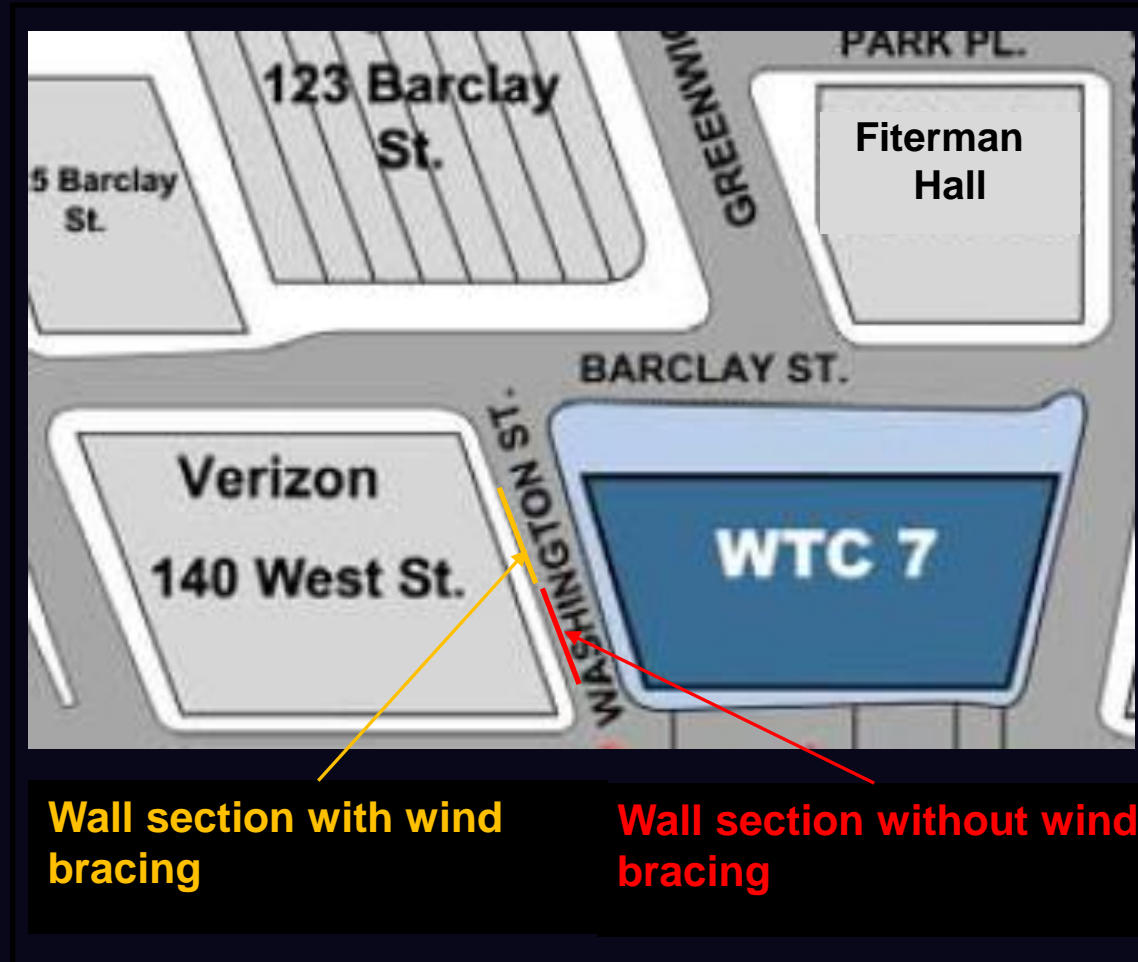 PARK PL.
123 Barclay
St.
GREENWIC
Fiterman
Hall
5 Barclay
St.
BARCLAY ST.
WASHINGTON ST.
Verizon
140 West St.
WTC 7
Wall section with wind
bracing
Wall section without wind
bracing